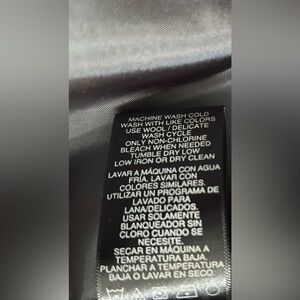 MACHINE WASH COLD
WASH WITH LIKE COLORS
USE WOOL / DELICATE
WASH CYCLE
ONLY NON-CHLORINE
BLEACH WHEN NEEDED
TUMBLE DRY LOW
LOW IRON OR DRY CLEAN
LAVAR A MÁQUINA CON AGUA
FRÍA. LAVAR CON
COLORES SIMILARES.
UTILIZAR UN PROGRAMA DE
LAVADO PARA
LANA/DELICADOS.
USAR SOLAMENTE
BLANQUEADOR SIN
CLORO CUANDO SE
NECESITE.
SECAR EN MÁQUINA A
TEMPERATURA BAJA.
PLANCHAR A TEMPERATURA
BAJA O LAVAR EN SECO.